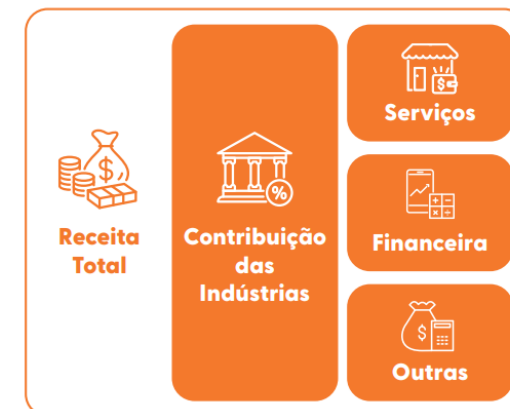 Receita
Total
Contribuição
das
Indústrias
Serviços
Financeira
Outras